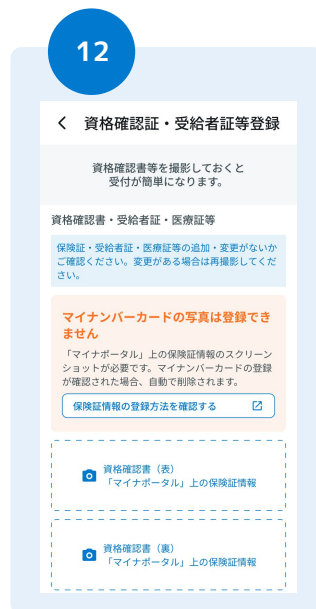 12
資格確認証・受給者証等登録
資格確認書等を撮影しておくと
受付が簡単になります。
資格確認書・受給者証・医療証等
保険証・受給者証・医療証等の追加・変更がないか
ご確認ください。変更がある場合は再撮影してくだ
さい。
マイナンバーカードの写真は登録でき
ません
「マイナポータル」上の保険証情報のスクリーン
ショットが必要です。マイナンバーカードの登録
が確認された場合、自動で削除されます。
保険証情報の登録方法を確認する
資格確認書（表）
「マイナポータル」上の保険証情報
資格確認書（裏）
「マイナポータル」上の保険証情報